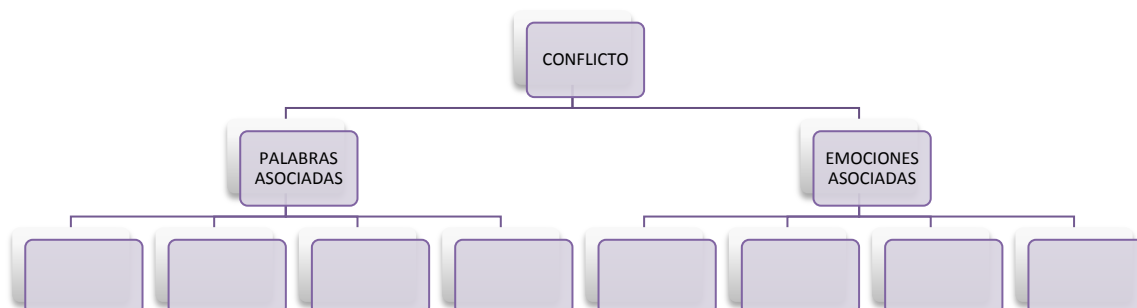 CONFLICTO
PALABRAS
ASOCIADAS
EMOCIONES
ASOCIADAS